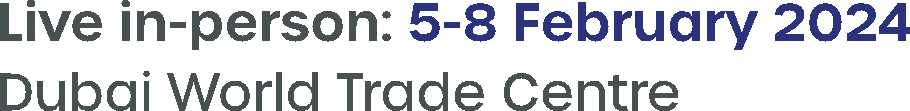 Live in-person: 5-8 February 2024
Dubai World Trade Centre